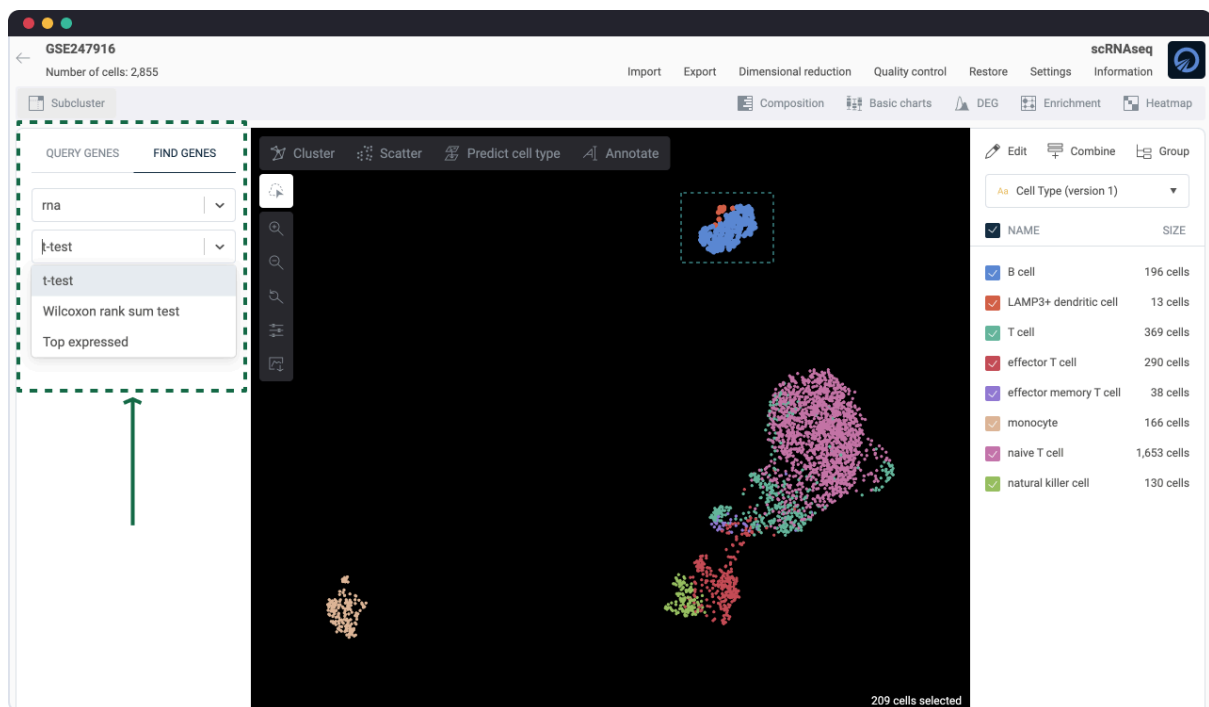 GSE247916
Number of cells: 2,855
scRNAseq
Import Export Dimensional reduction Quality control Restore Settings Information
Subcluster
Composition Basic charts DEG Enrichment Heatmap
QUERY GENES FIND GENES
rna
t-test
t-test
Wilcoxon rank sum test
Top expressed
Cluster Scatter Predict cell type Annotate
209 cells selected
Edit Combine Group
Aa Cell Type (version 1)
NAME SIZE
B cell 196 cells
LAMP3+ dendritic cell 13 cells
T cell 369 cells
effector T cell 290 cells
effector memory T cell 38 cells
monocyte 166 cells
naive T cell 1,653 cells
natural killer cell 130 cells